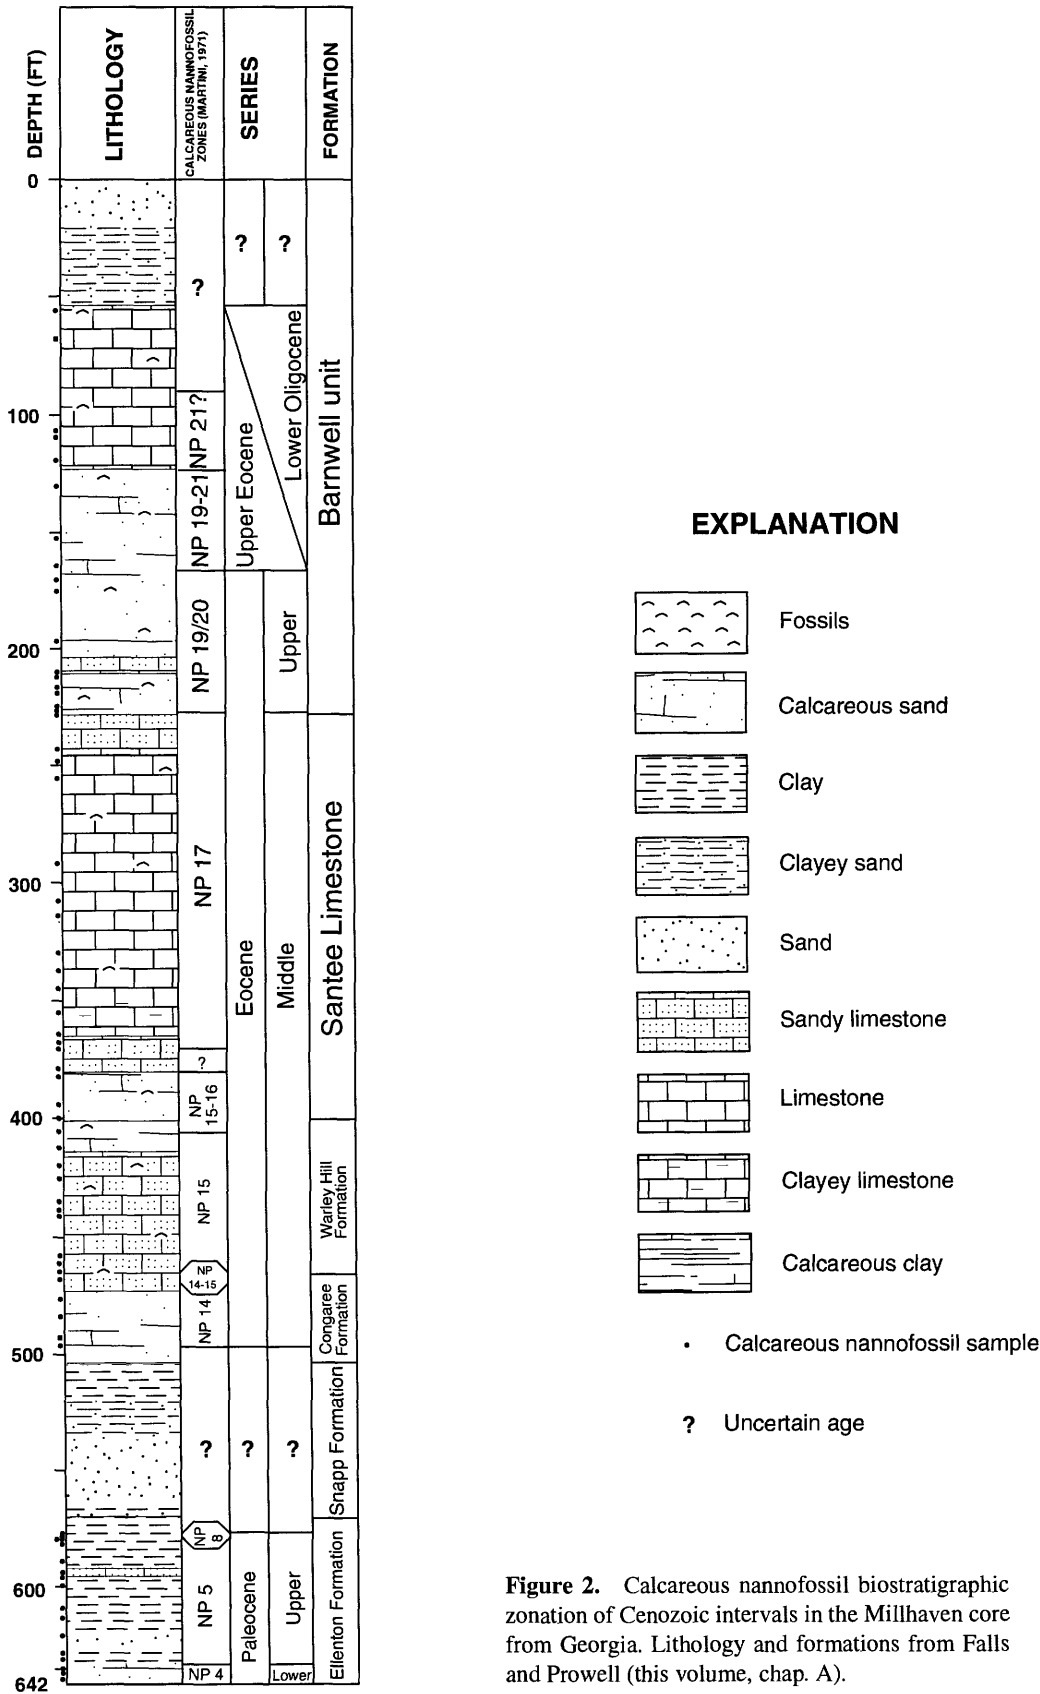 DEPTH (FT)
LITHOLOGY
CALCAREOUS NANNOFOSSIL
ZONES (MARTINI, 1971)
SERIES
FORMATION
0
100
200
300
400
500
600
642
?
NP 21?
NP 19-21
NP 19/20
NP 17
?
NP
15-16
NP 15
NP
14-15
NP 14
?
NP
8
NP 5
NP 4
?
?
Upper Eocene
Lower Oligocene
Upper
Eocene
Middle
?
?
Paleocene
Upper
Lower
Barnwell unit
Santee Limestone
Warley Hill
Formation
Congaree
Formation
Snapp Formation
Ellenton Formation
EXPLANATION
Fossils
Calcareous sand
Clay
Clayey sand
Sand
Sandy limestone
Limestone
Clayey limestone
Calcareous clay
• Calcareous nannofossil sample
? Uncertain age
Figure 2. Calcareous nannofossil biostratigraphic
zonation of Cenozoic intervals in the Millhaven core
from Georgia. Lithology and formations from Falls
and Prowell (this volume, chap. A).